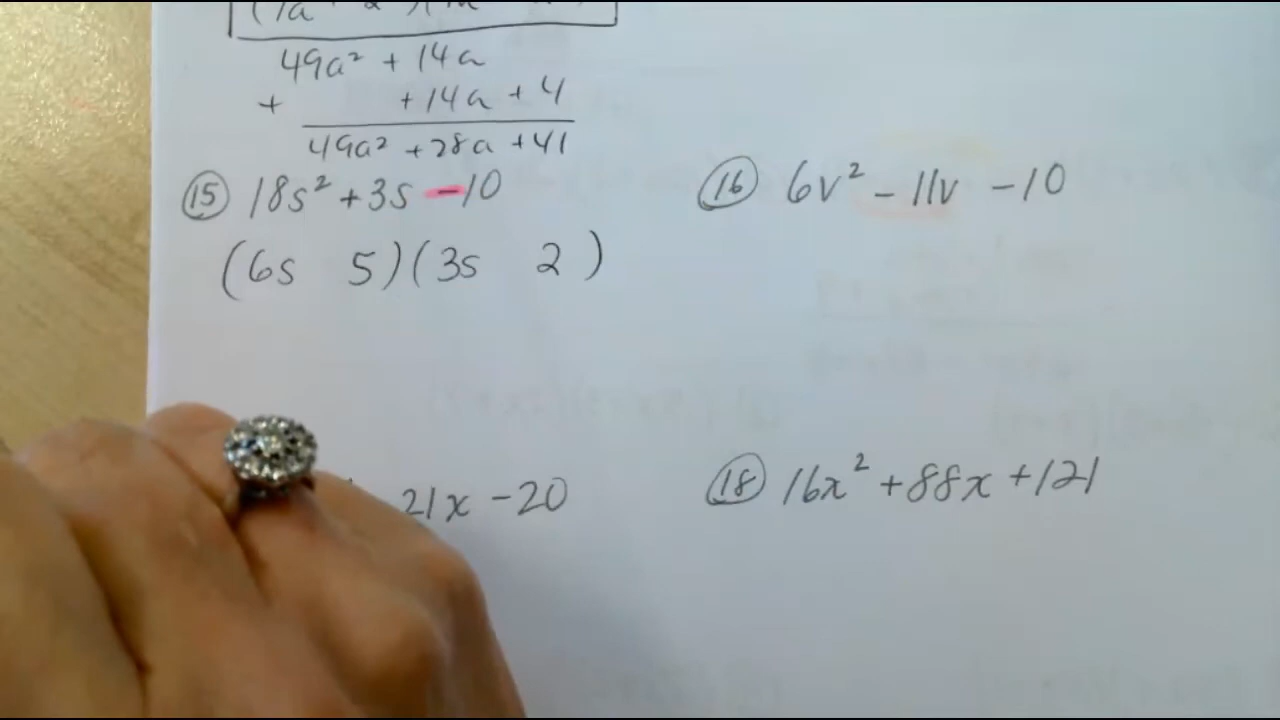 49a² + 14a
+ +14a + 4
49a² + 28a + 41
⑮ 18s² + 3s - 10
(6s 5)(3s 2)
⑯ 6v² - 11v - 10
21x - 20
⑱ 16x² + 88x + 121